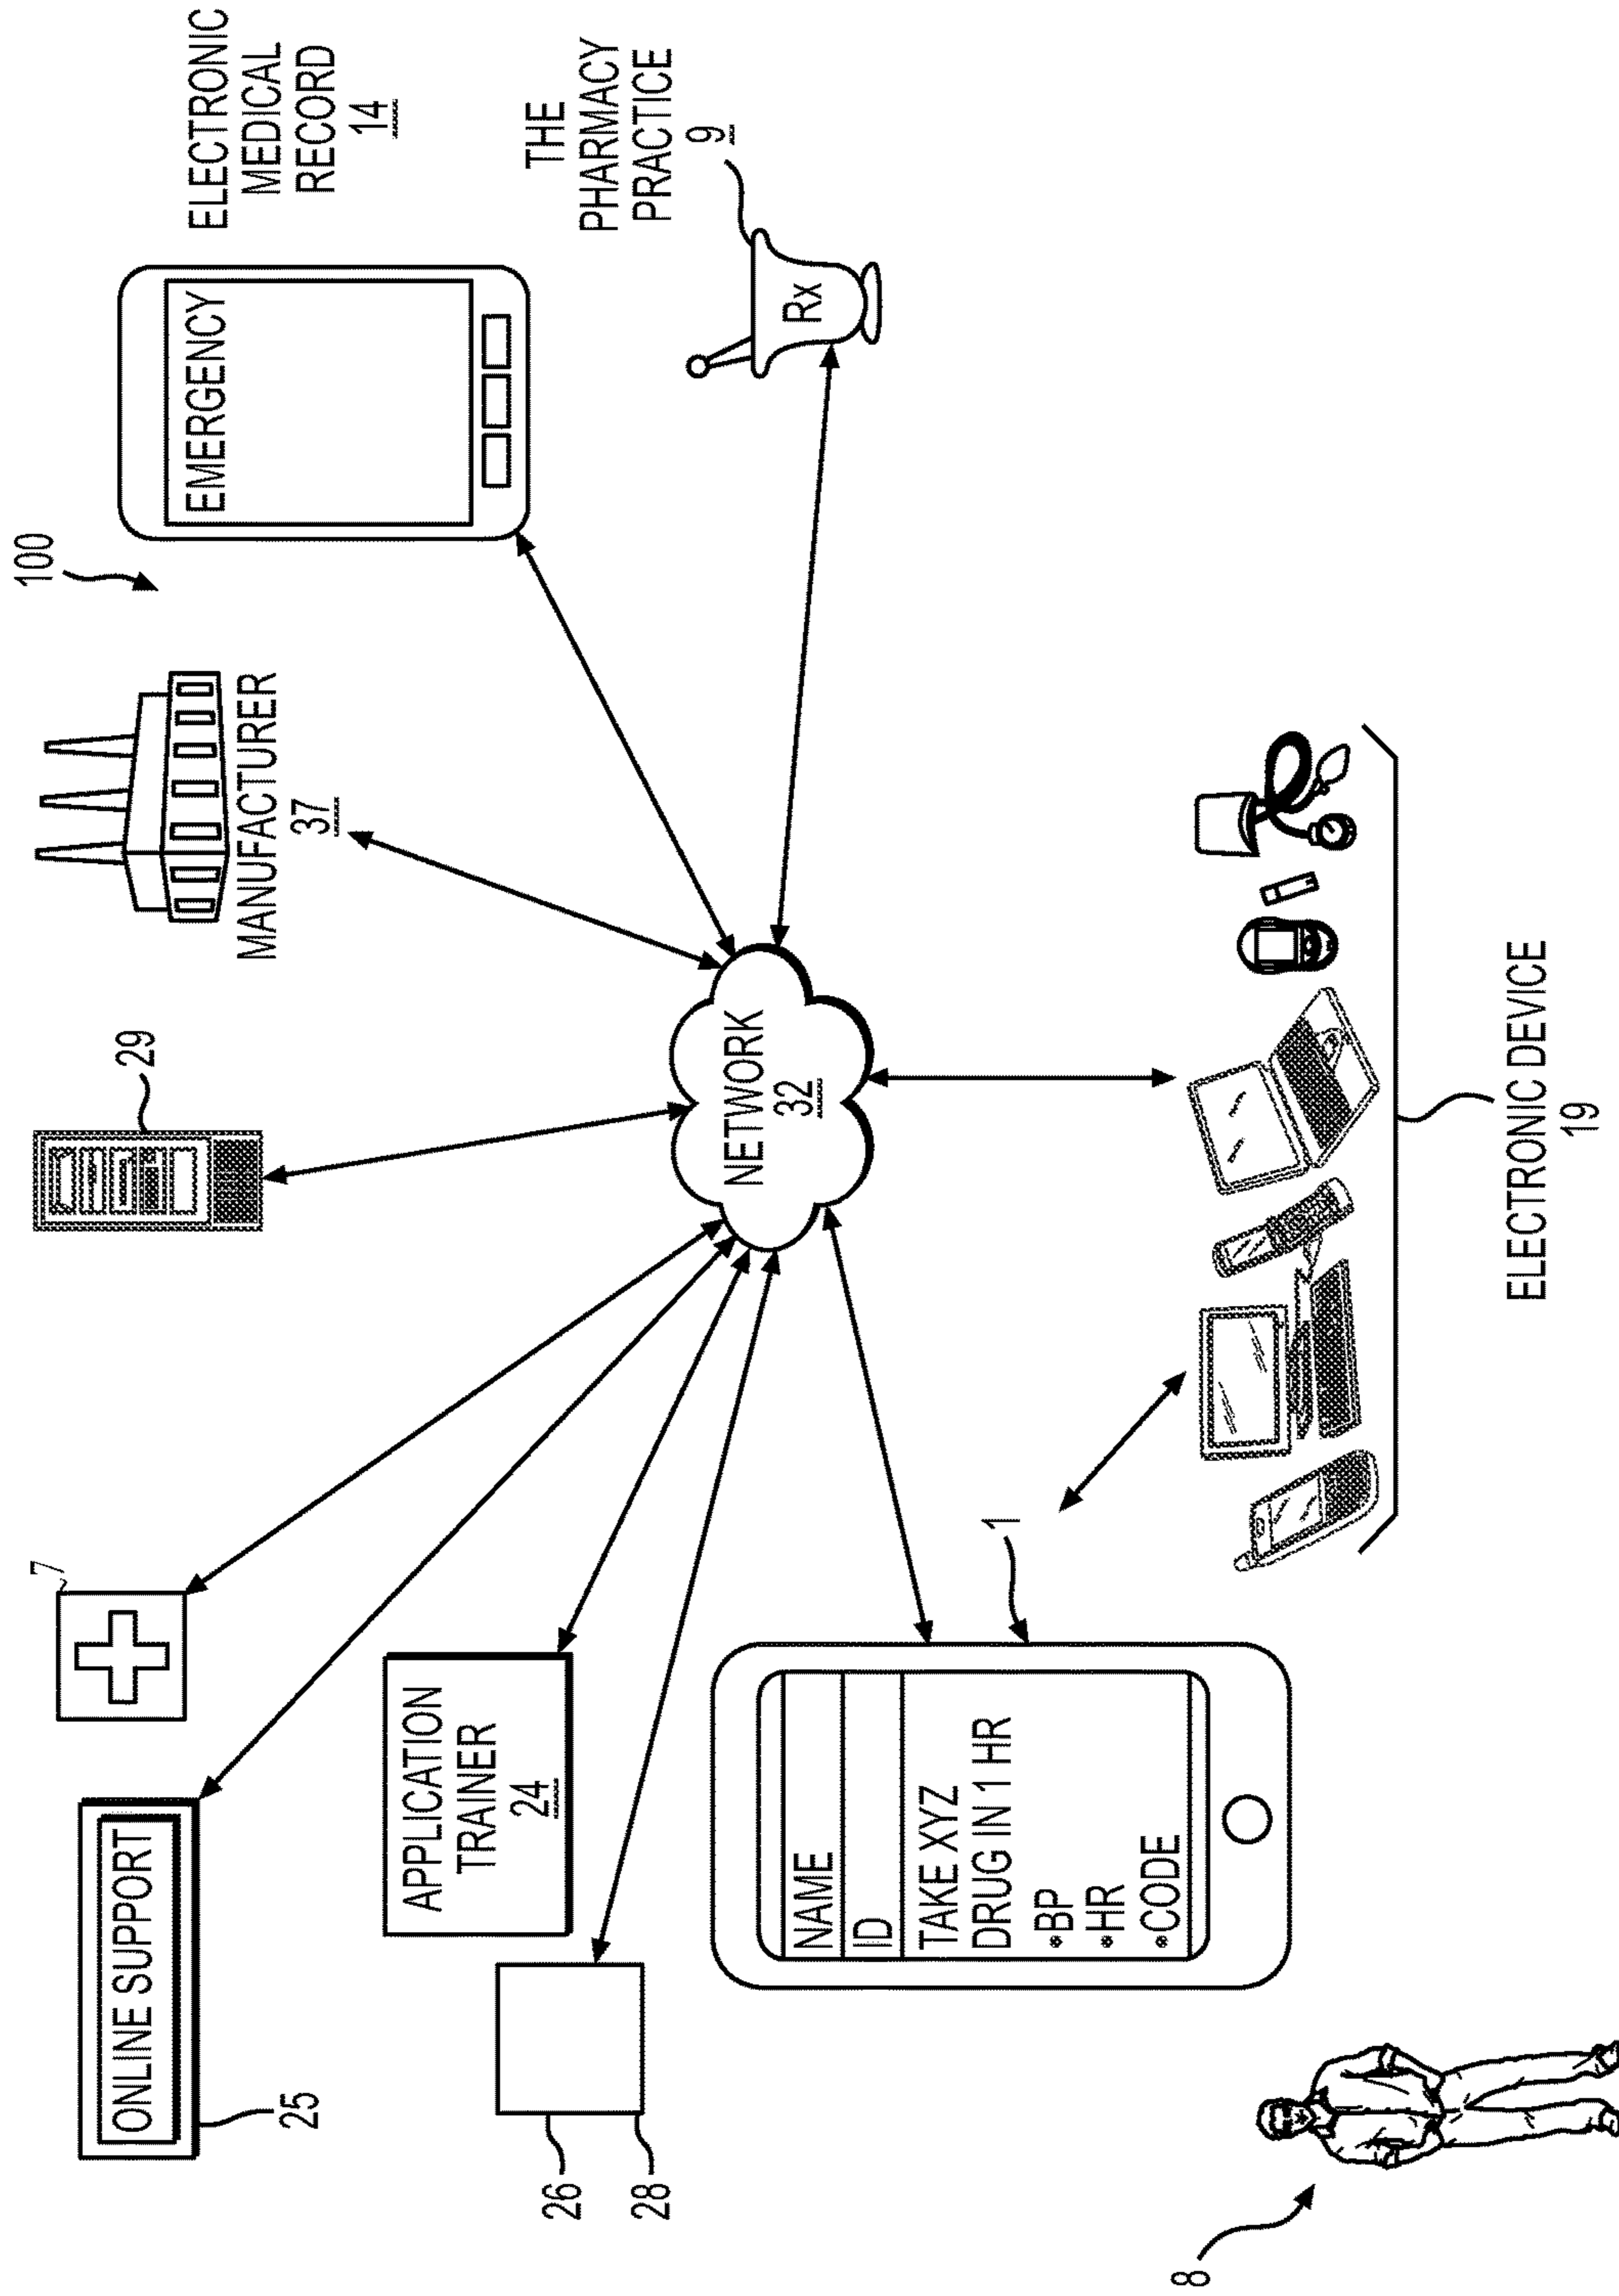 ONLINE SUPPORT
25
7
29
MANUFACTURER
37
100
EMERGENCY
ELECTRONIC
MEDICAL
RECORD
14
APPLICATION
TRAINER
24
26
28
NETWORK
32
THE
PHARMACY
PRACTICE
9
Rx
NAME
ID
TAKE XYZ
DRUG IN 1 HR
•BP
•HR
•CODE
1
8
ELECTRONIC DEVICE
19